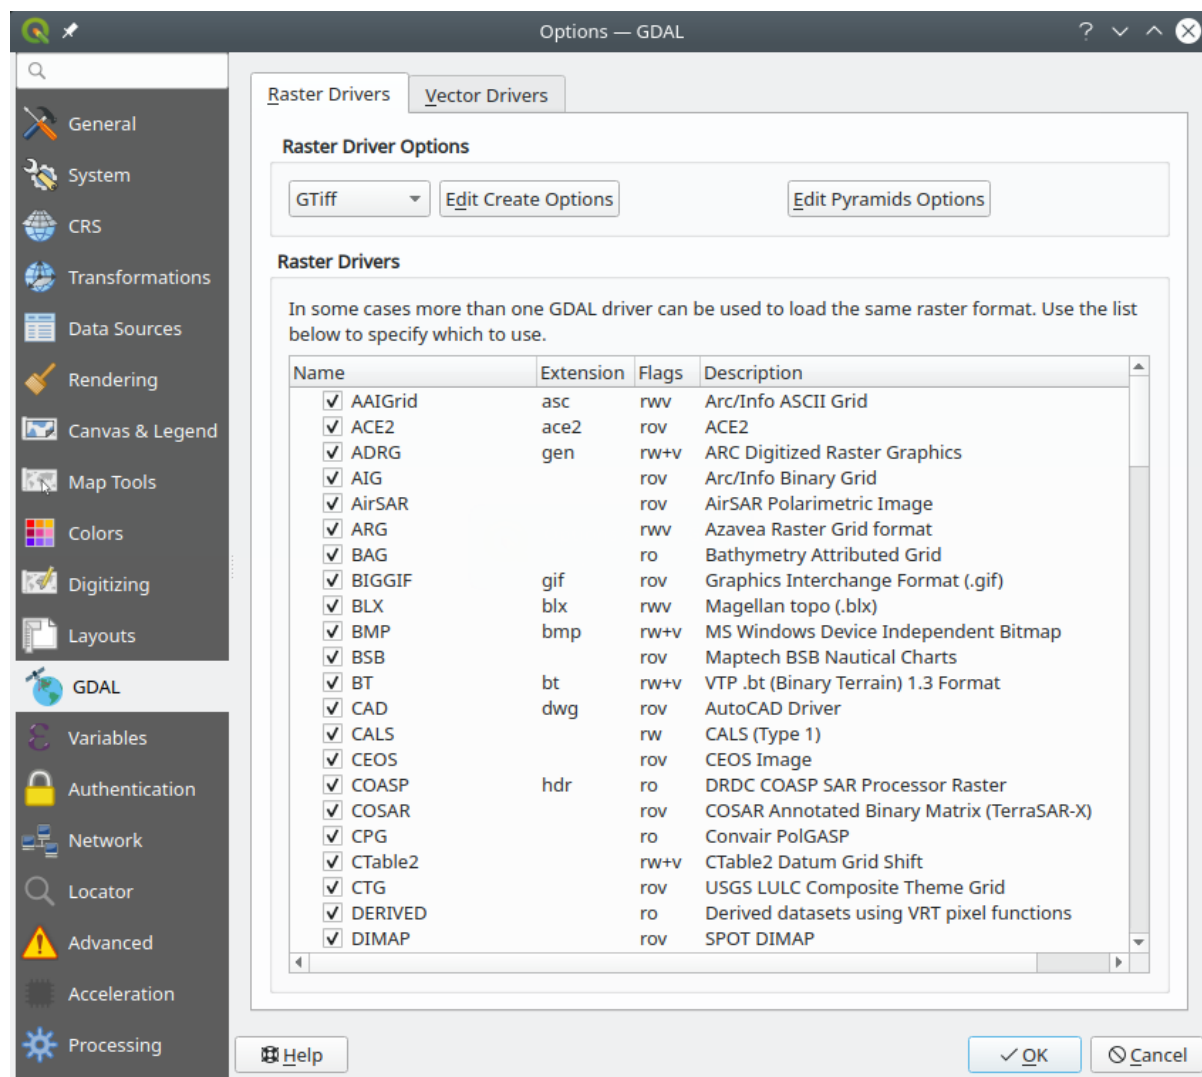 Options — GDAL
General
System
CRS
Transformations
Data Sources
Rendering
Canvas & Legend
Map Tools
Colors
Digitizing
Layouts
GDAL
Variables
Authentication
Network
Locator
Advanced
Acceleration
Processing
Raster Drivers Vector Drivers
Raster Driver Options
GTiff Edit Create Options Edit Pyramids Options
Raster Drivers
In some cases more than one GDAL driver can be used to load the same raster format. Use the list
below to specify which to use.
Name Extension Flags Description
AAIGrid asc rwv Arc/Info ASCII Grid
ACE2 ace2 rov ACE2
ADRG gen rw+v ARC Digitized Raster Graphics
AIG rov Arc/Info Binary Grid
AirSAR rov AirSAR Polarimetric Image
ARG rwv Azavea Raster Grid format
BAG ro Bathymetry Attributed Grid
BIGGIF gif rov Graphics Interchange Format (.gif)
BLX blx rwv Magellan topo (.blx)
BMP bmp rw+v MS Windows Device Independent Bitmap
BSB rov Maptech BSB Nautical Charts
BT bt rw+v VTP .bt (Binary Terrain) 1.3 Format
CAD dwg rov AutoCAD Driver
CALS rw CALS (Type 1)
CEOS rov CEOS Image
COASP hdr ro DRDC COASP SAR Processor Raster
COSAR rov COSAR Annotated Binary Matrix (TerraSAR-X)
CPG ro Convair PolGASP
CTable2 rw+v CTable2 Datum Grid Shift
CTG rov USGS LULC Composite Theme Grid
DERIVED ro Derived datasets using VRT pixel functions
DIMAP rov SPOT DIMAP
Help OK Cancel